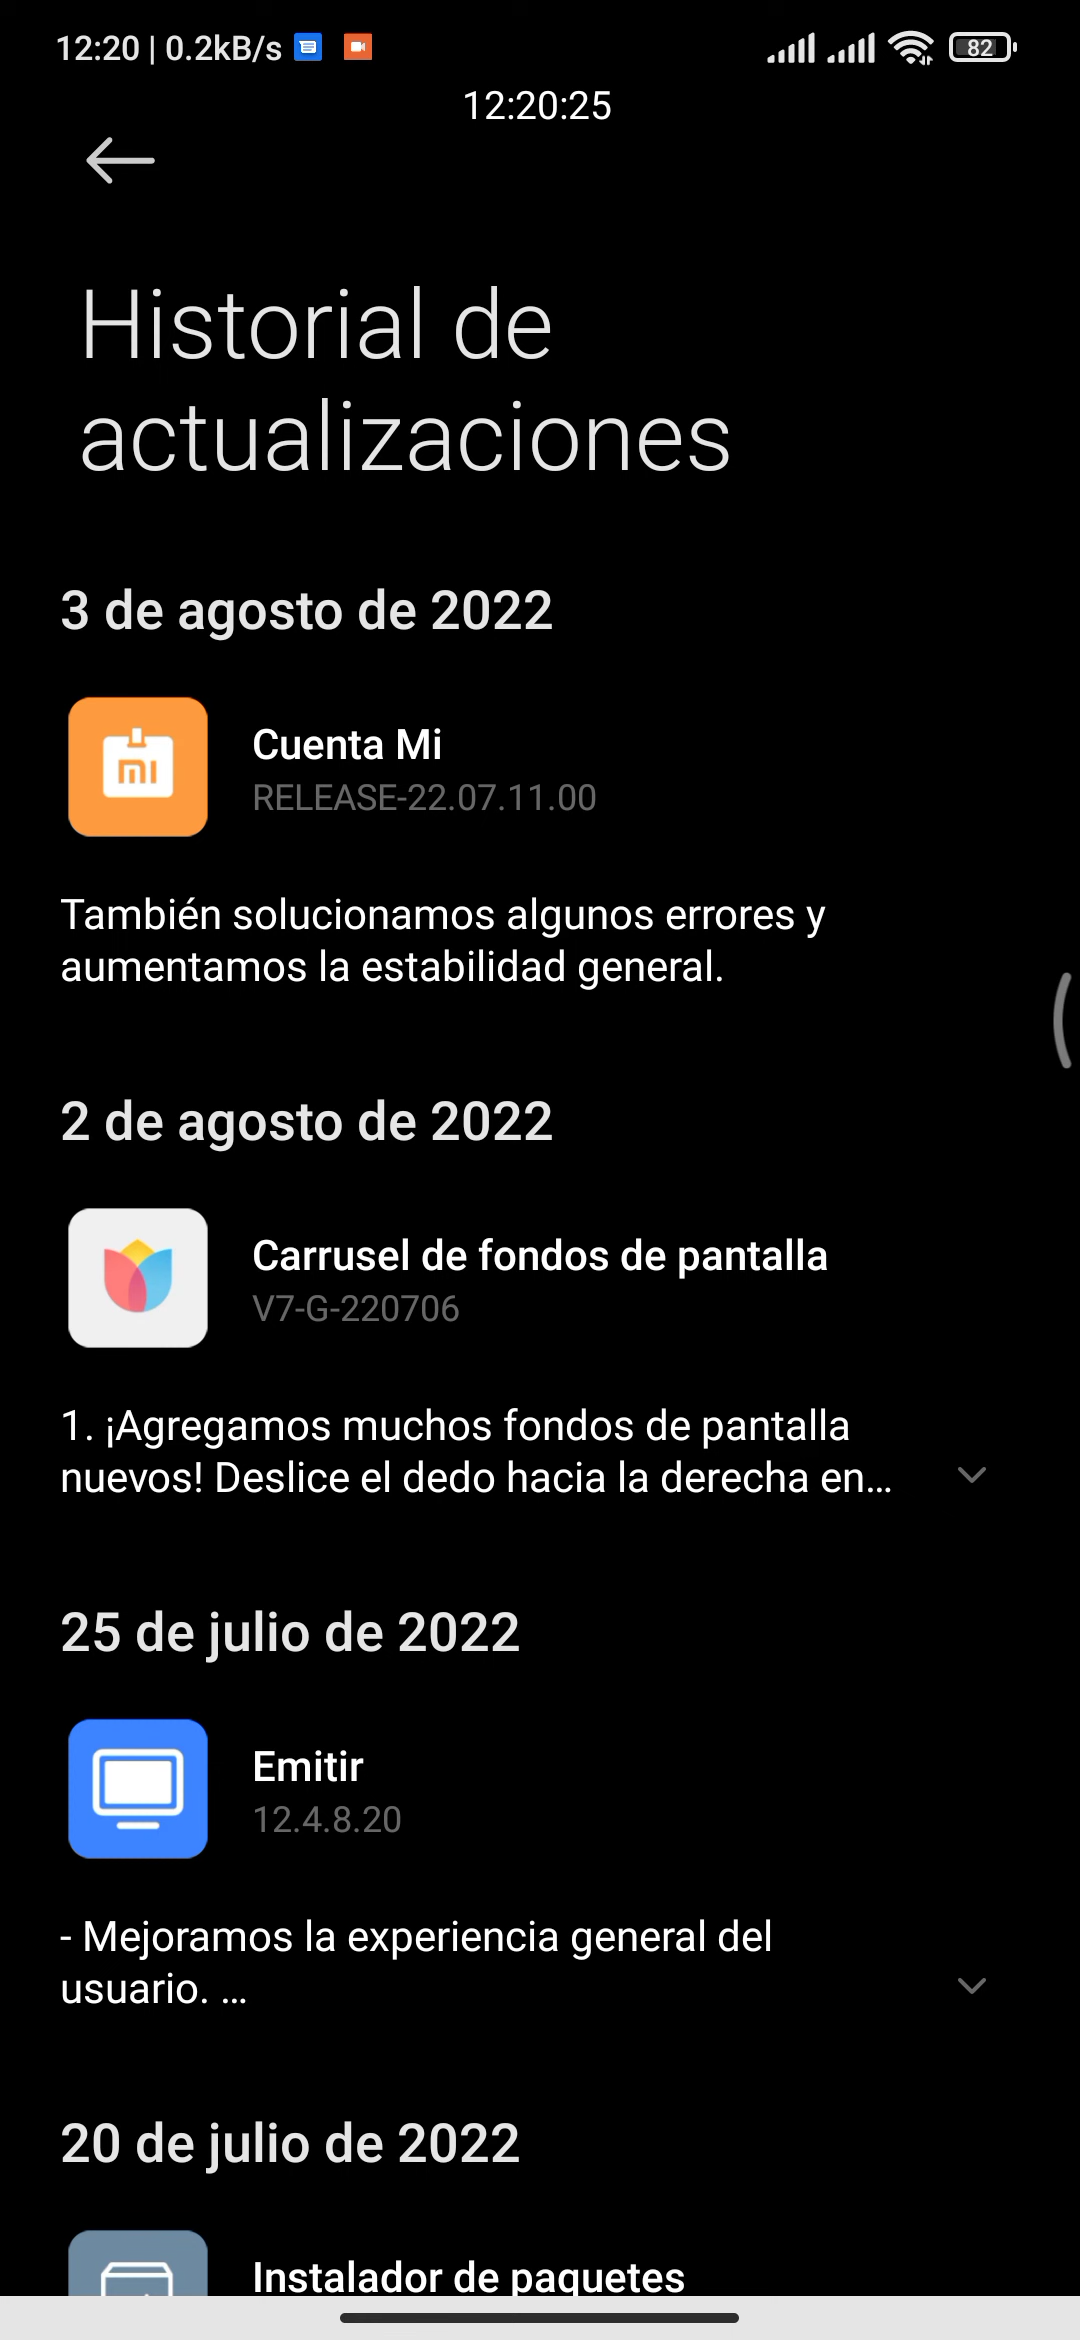 12:20 | 0.2kB/s
82
12:20:25
Historial de
actualizaciones
3 de agosto de 2022
mi
Cuenta Mi
RELEASE-22.07.11.00
También solucionamos algunos errores y
aumentamos la estabilidad general.
2 de agosto de 2022
Carrusel de fondos de pantalla
V7-G-220706
1. ¡Agregamos muchos fondos de pantalla
nuevos! Deslice el dedo hacia la derecha en...
25 de julio de 2022
Emitir
12.4.8.20
- Mejoramos la experiencia general del
usuario. ...
20 de julio de 2022
Instalador de paquetes